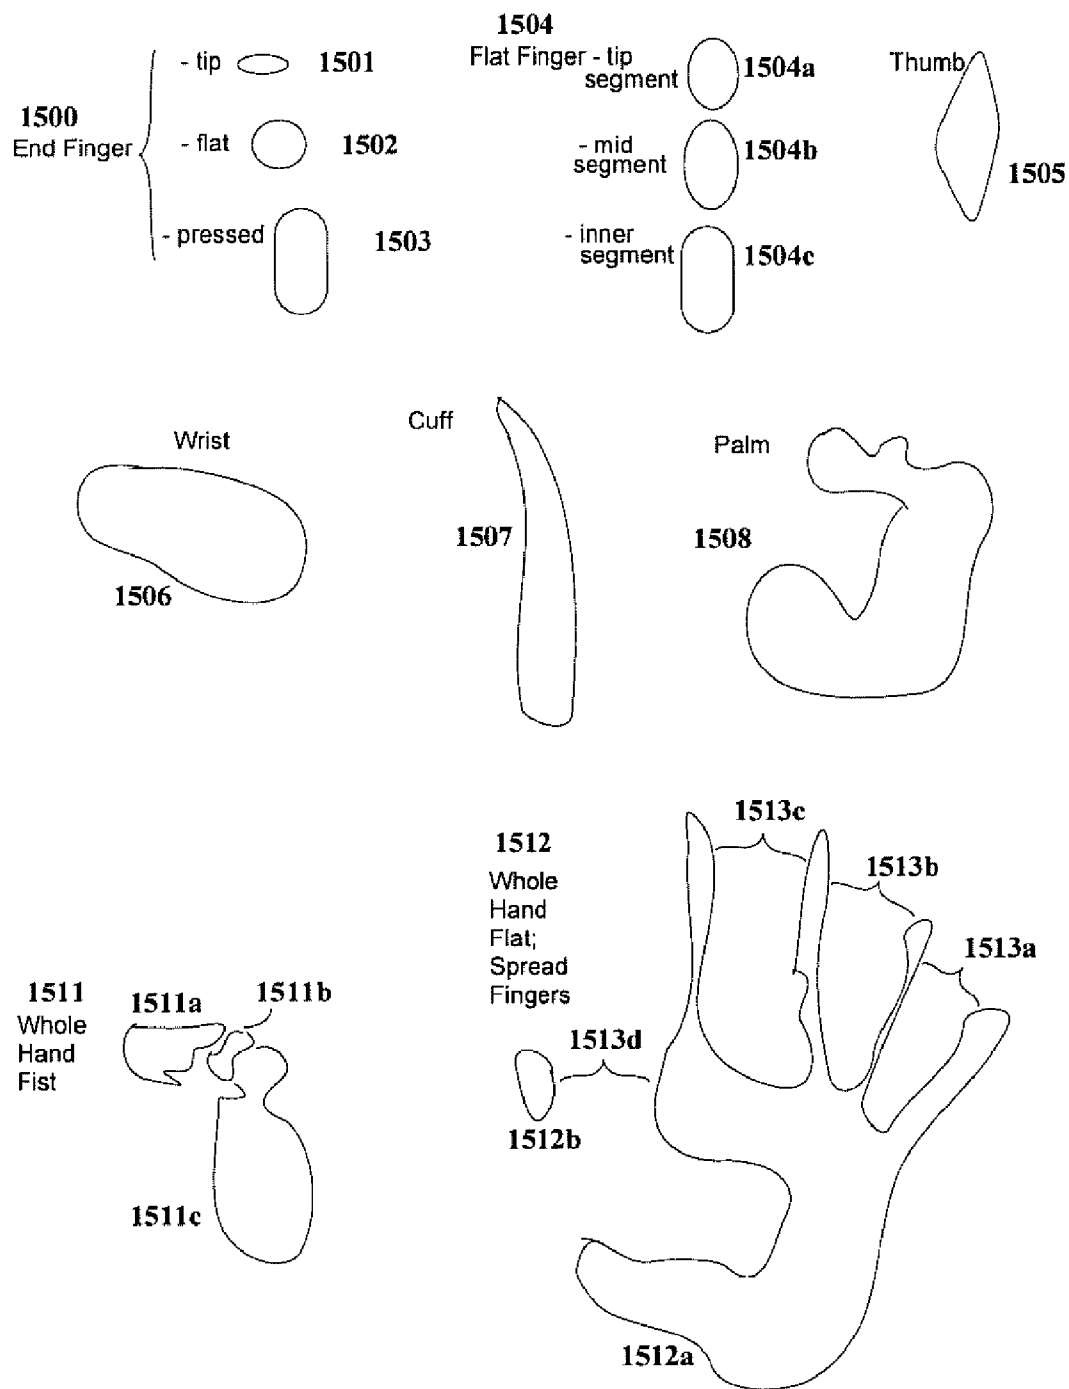 1500
End Finger
- tip
1501
- flat
1502
- pressed
1503
1504
Flat Finger - tip
segment
1504a
- mid
segment
1504b
- inner
segment
1504c
Thumb
1505
Wrist
1506
Cuff
1507
Palm
1508
1511
Whole
Hand
Fist
1511a
1511b
1511c
1512
Whole
Hand
Flat;
Spread
Fingers
1513c
1513b
1513a
1513d
1512b
1512a